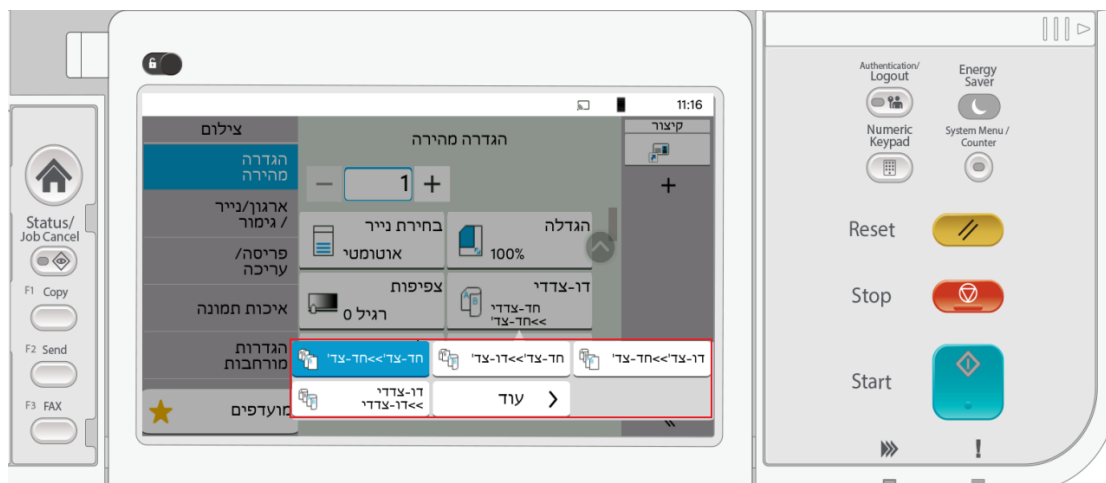 Status/
Job Cancel
F1 Copy
F2 Send
F3 FAX
11:16
קיצור
הגדרה מהירה
צילום
הגדרה
מהירה
ארגון/נייר
/ גימור
פריסה/
עריכה
איכות תמונה
הגדרות
מורחבות
מועדפים
1
הגדלה
100%
בחירת נייר
אוטומטי
דו-צדדי
חד-צדדי
>>חד-צד'
צפיפות
רגיל 0
דו-צד'>>חד-צד'
חד-צד'>>דו-צד'
חד-צד'>>חד-צד'
עוד
דו-צדדי
>>דו-צדדי
Authentication/
Logout
Energy
Saver
Numeric
Keypad
System Menu /
Counter
Reset
Stop
Start